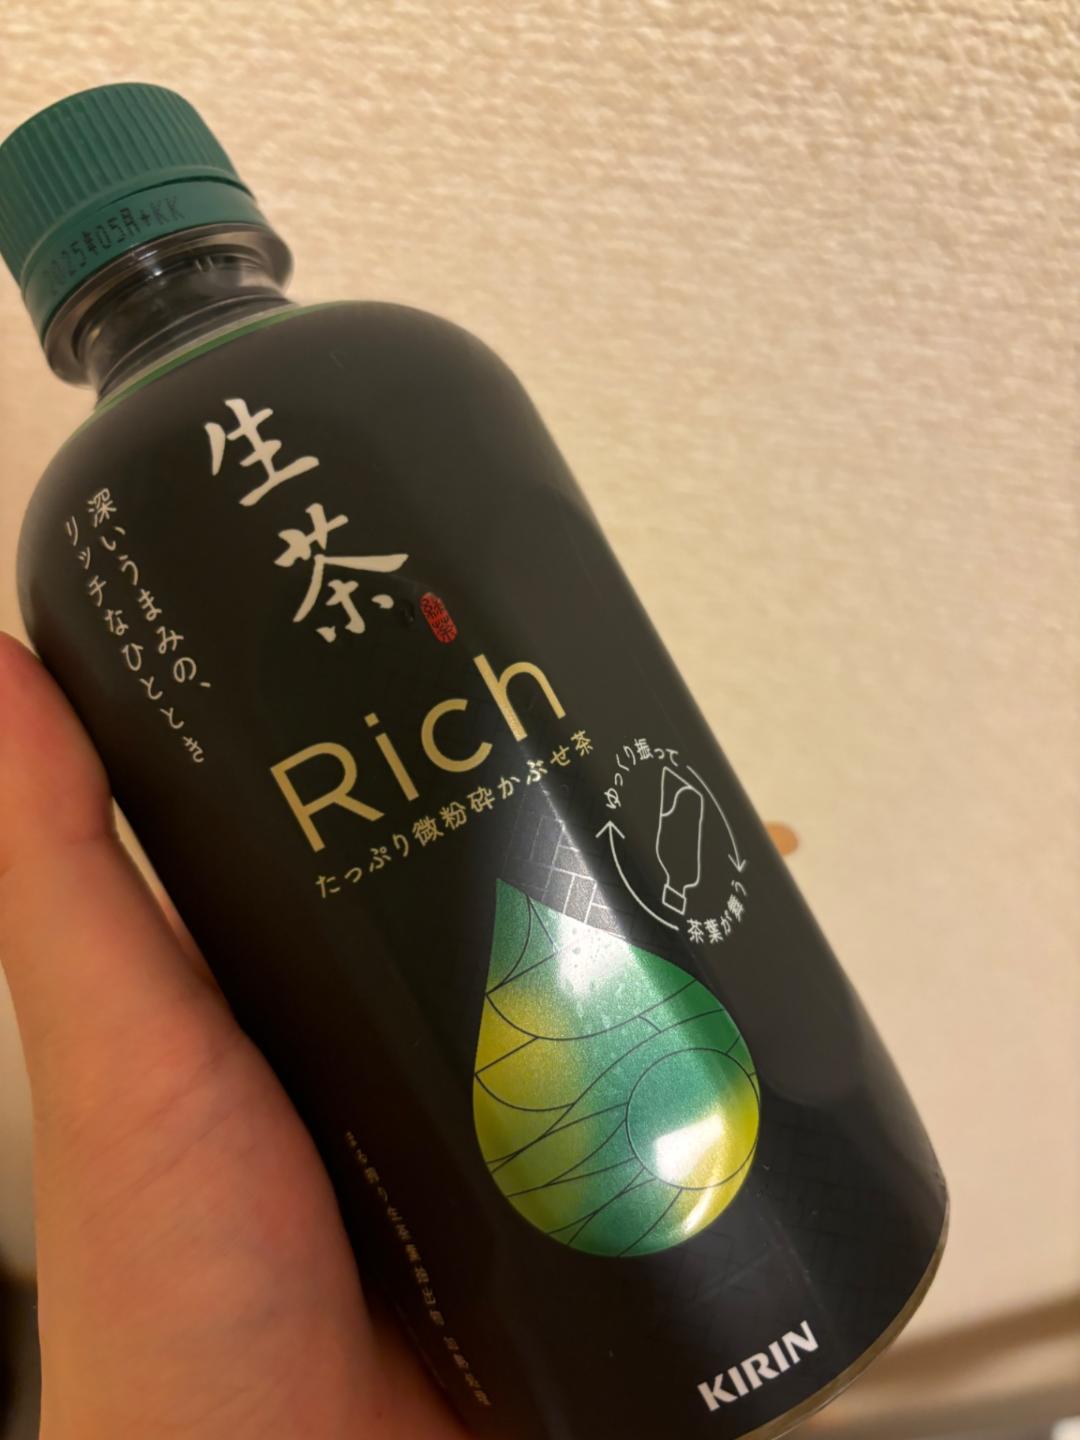 2025年05月+KK
生茶
緑茶
深いうまみの、
リッチなひととき
Rich
たっぷり微粉砕かぶせ茶
ゆっくり振って
茶葉が舞う
KIRIN